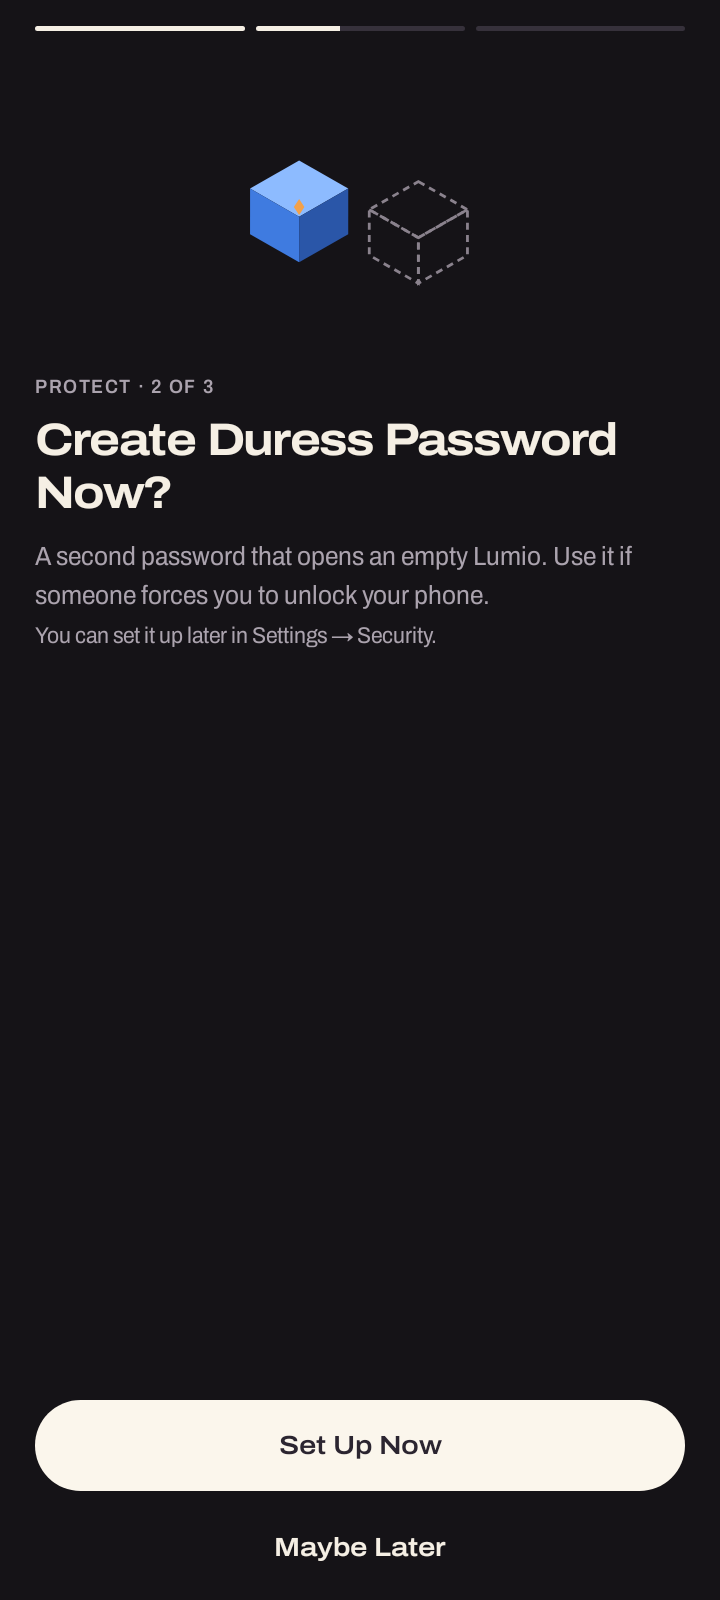 PROTECT · 2 OF 3
Create Duress Password
Now?
A second password that opens an empty Lumio. Use it if
someone forces you to unlock your phone.
You can set it up later in Settings → Security.
Set Up Now
Maybe Later